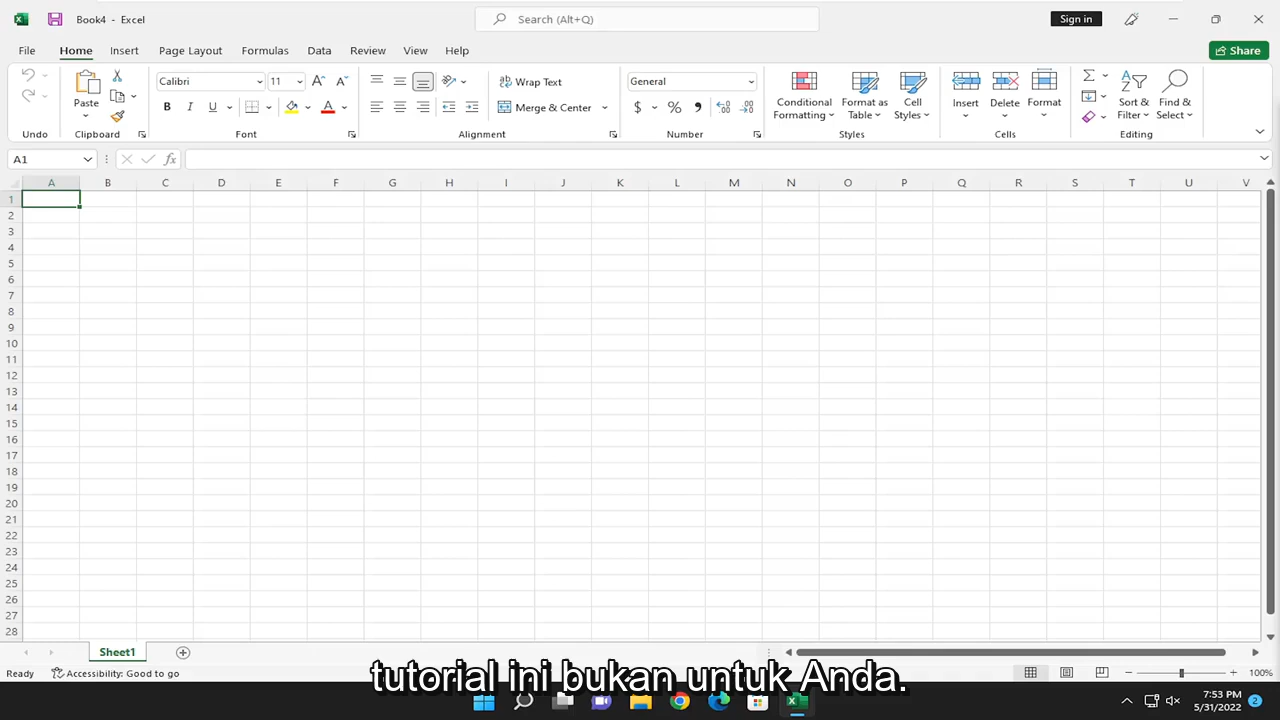 Book4 - Excel
Search (Alt+Q)
Sign in
File Home Insert Page Layout Formulas Data Review View Help
Share
Calibri 11
Wrap Text
General
Paste
B I U
Merge & Center
$ % 9
Conditional Formatting
Format as Table
Cell Styles
Insert Delete Format
Sort & Filter
Find & Select
Undo Clipboard Font Alignment Number Styles Cells Editing
A1 fx
A B C D E F G H I J K L M N O P Q R S T U V
1
2
3
4
5
6
7
8
9
10
11
12
13
14
15
16
17
18
19
20
21
22
23
24
25
26
27
28
Sheet1
Ready Accessibility: Good to go 100%
tutorial ini bukan untuk Anda.
7:53 PM
5/31/2022
2